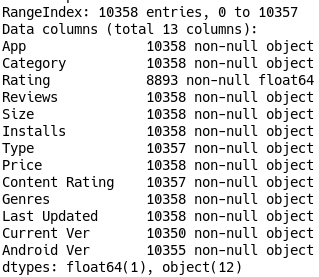 RangeIndex: 10358 entries, 0 to 10357
Data columns (total 13 columns):
App 10358 non-null object
Category 10358 non-null object
Rating 8893 non-null float64
Reviews 10358 non-null object
Size 10358 non-null object
Installs 10358 non-null object
Type 10357 non-null object
Price 10358 non-null object
Content Rating 10357 non-null object
Genres 10358 non-null object
Last Updated 10358 non-null object
Current Ver 10350 non-null object
Android Ver 10355 non-null object
dtypes: float64(1), object(12)